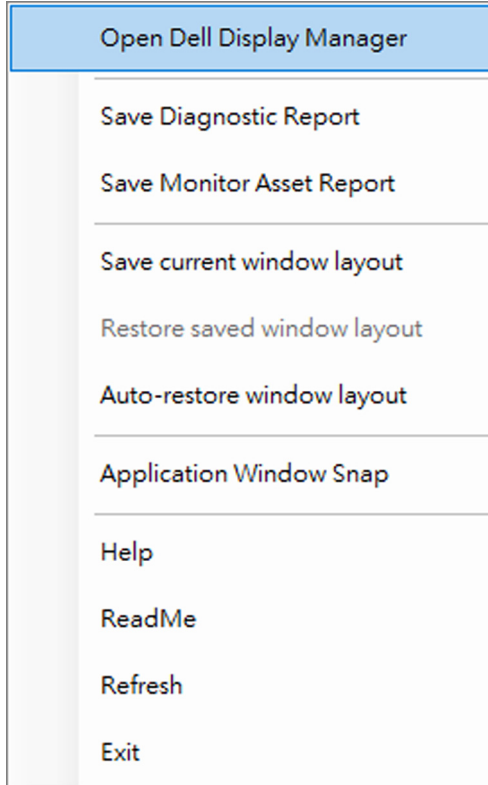 Open Dell Display Manager
Save Diagnostic Report
Save Monitor Asset Report
Save current window layout
Restore saved window layout
Auto-restore window layout
Application Window Snap
Help
ReadMe
Refresh
Exit